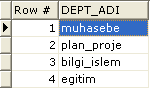 Row # DEPT_ADI
1 muhasebe
2 plan_proje
3 bilgi_islem
4 egitim